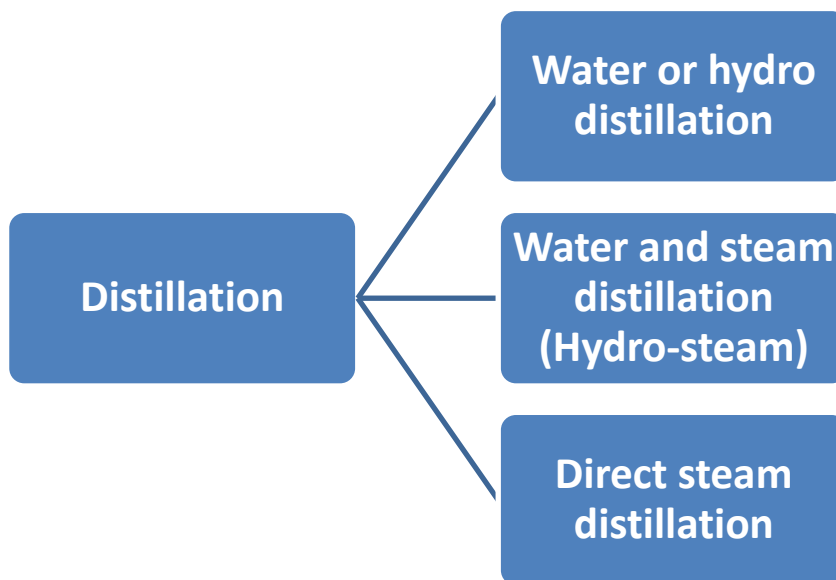 Distillation
Water or hydro
distillation
Water and steam
distillation
(Hydro-steam)
Direct steam
distillation